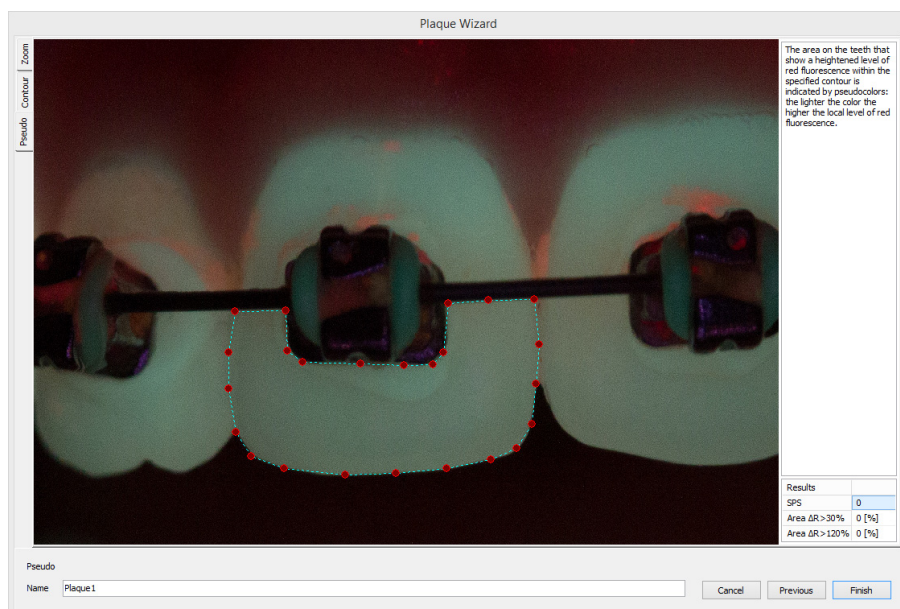 Plaque Wizard
Zoom
Contour
Pseudo
The area on the teeth that
show a heightened level of
red fluorescence within the
specified contour is
indicated by pseudocolors:
the lighter the color the
higher the local level of red
fluorescence.
Results
SPS 0
Area ΔR>30% 0 [%]
Area ΔR>120% 0 [%]
Pseudo
Name Plaque1
Cancel Previous Finish